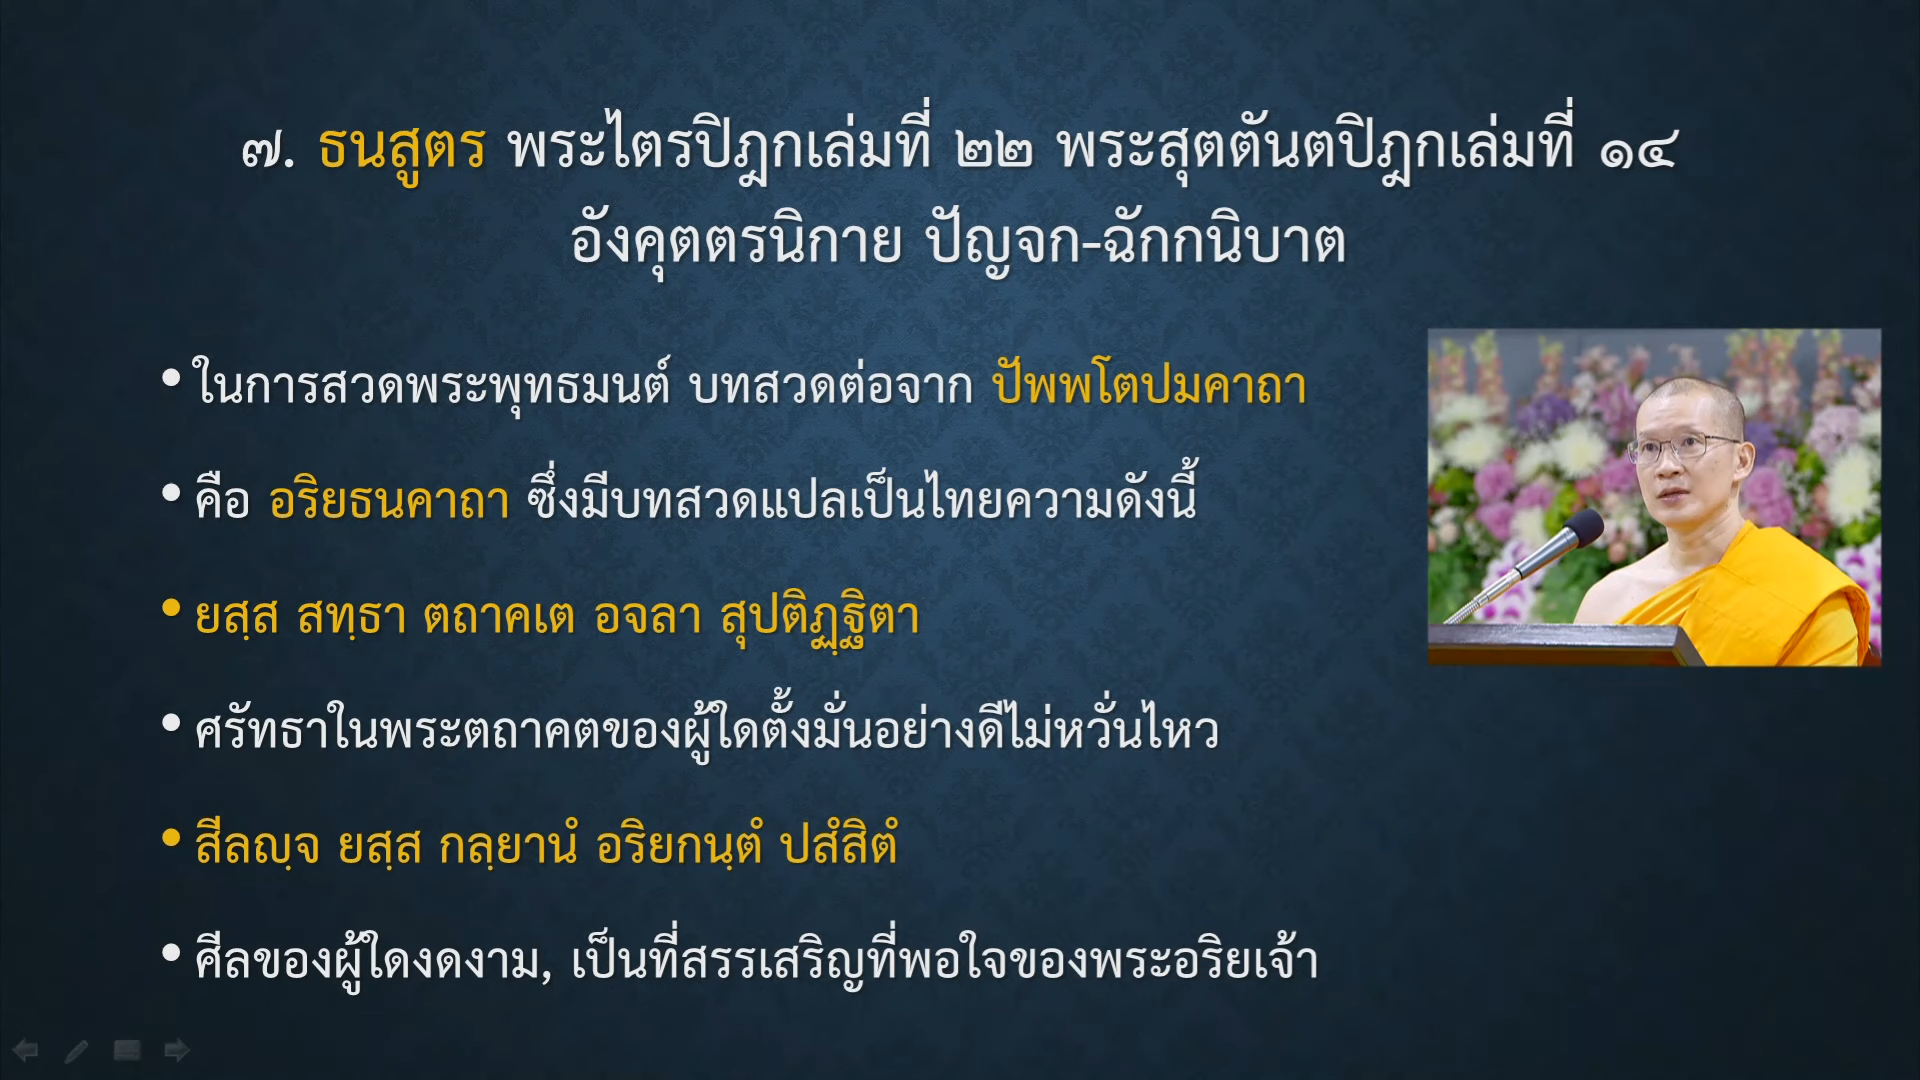 ๗. ธนสูตร พระไตรปิฎกเล่มที่ ๒๒ พระสุตตันตปิฎกเล่มที่ ๑๔
อังคุตตรนิกาย ปัญจก-ฉักกนิบาต
• ในการสวดพระพุทธมนต์ บทสวดต่อจาก ปัพพโตปมคาถา
• คือ อริยธนคาถา ซึ่งมีบทสวดแปลเป็นไทยความดังนี้
• ยสฺส สทฺธา ตถาคเต อจลา สุปติฏฺฐิตา
• ศรัทธาในพระตถาคตของผู้ใดตั้งมั่นอย่างดีไม่หวั่นไหว
• สีลญฺจ ยสฺส กลฺยานํ อริยกนฺตํ ปสํสิตํ
• ศีลของผู้ใดงดงาม, เป็นที่สรรเสริญที่พอใจของพระอริยเจ้า